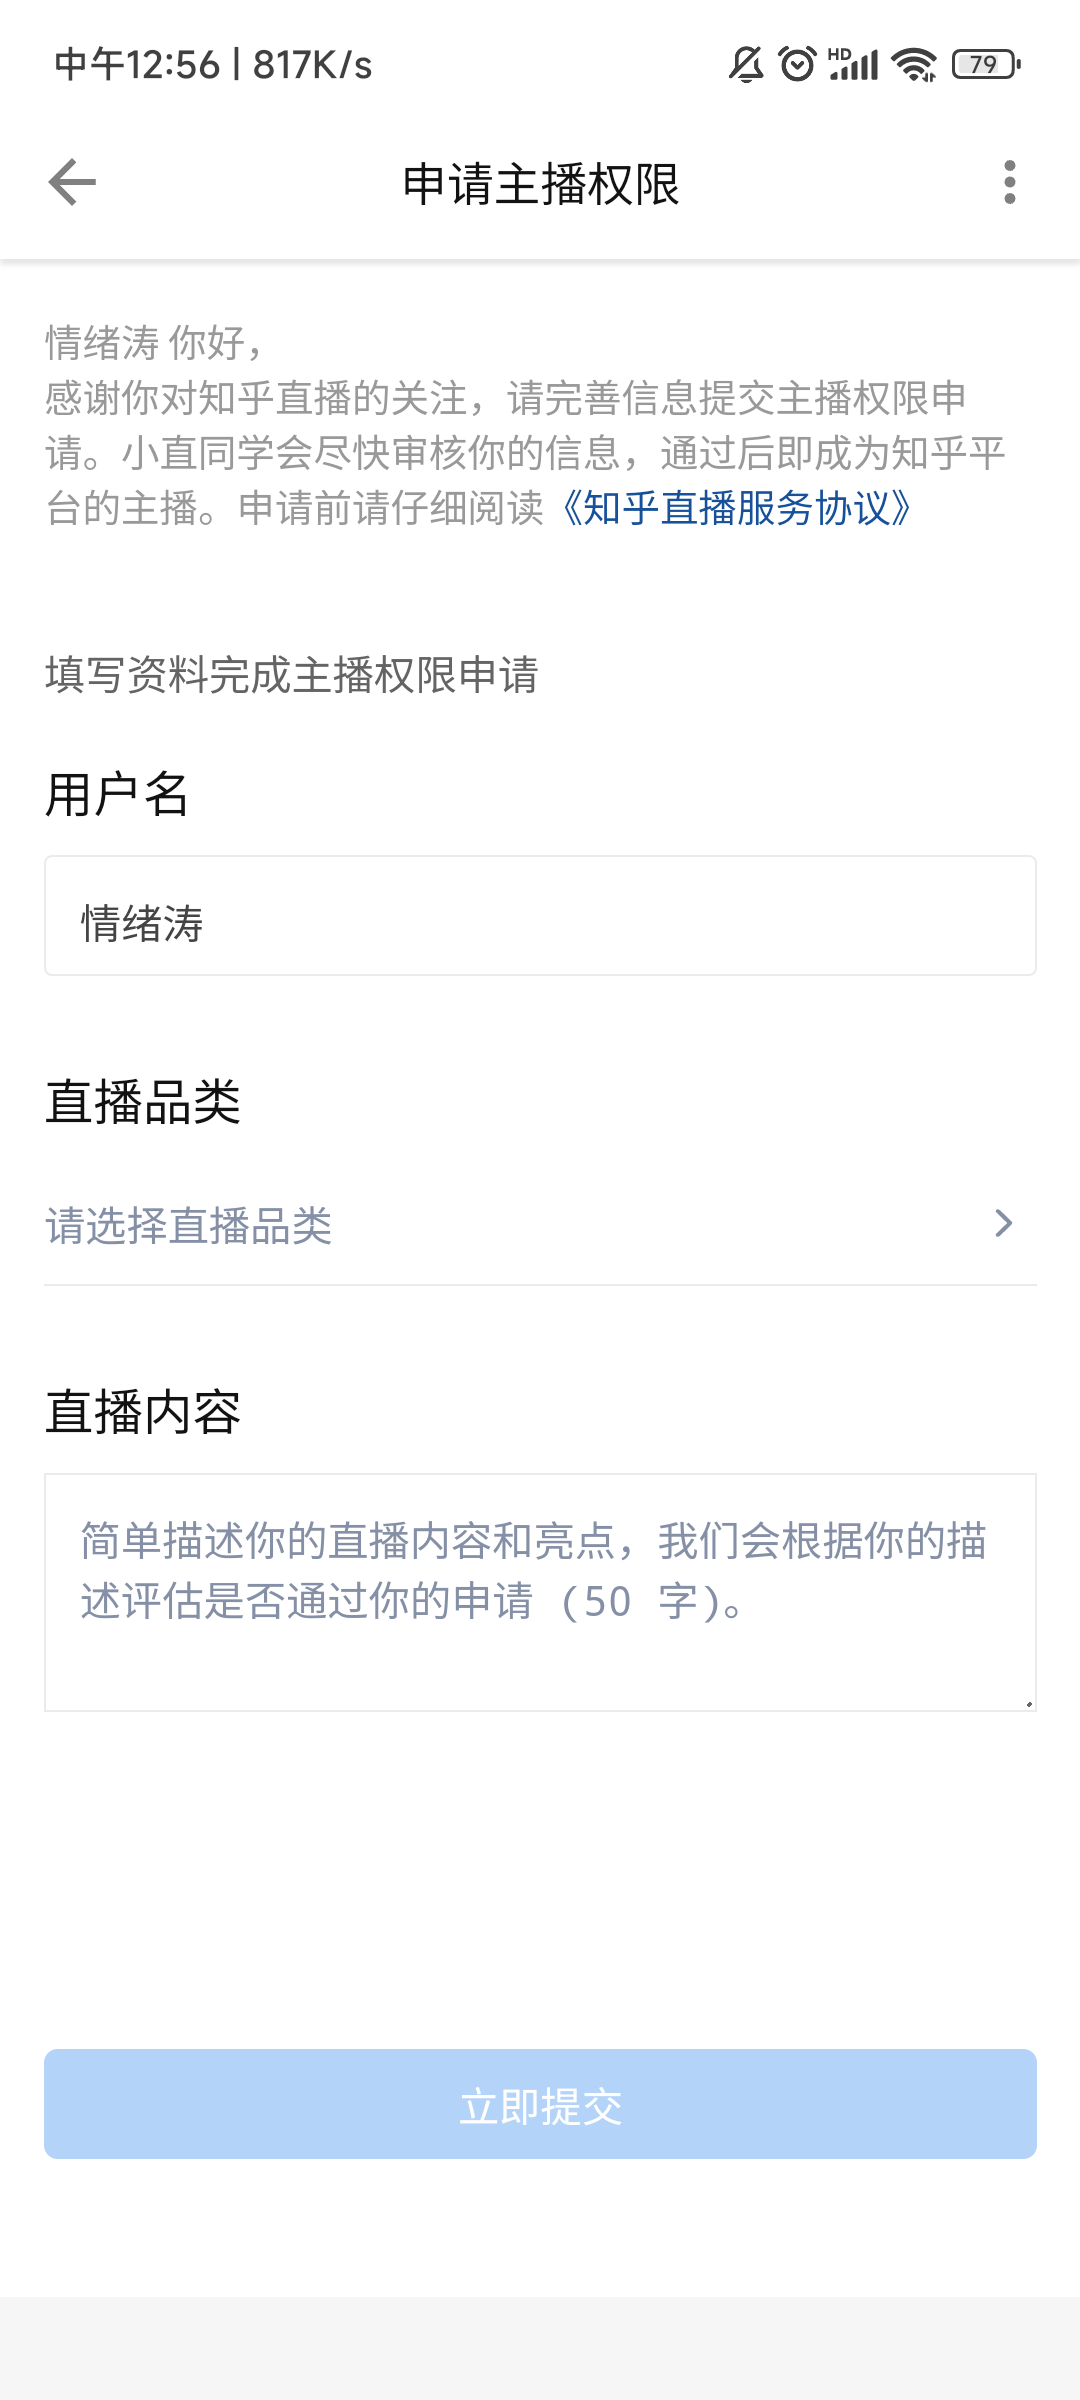 中午12:56 | 817K/s
HD
79
申请主播权限
情绪涛 你好，
感谢你对知乎直播的关注，请完善信息提交主播权限申
请。小直同学会尽快审核你的信息，通过后即成为知乎平
台的主播。申请前请仔细阅读《知乎直播服务协议》
填写资料完成主播权限申请
用户名
情绪涛
直播品类
请选择直播品类
直播内容
简单描述你的直播内容和亮点，我们会根据你的描
述评估是否通过你的申请 (50 字)。
立即提交